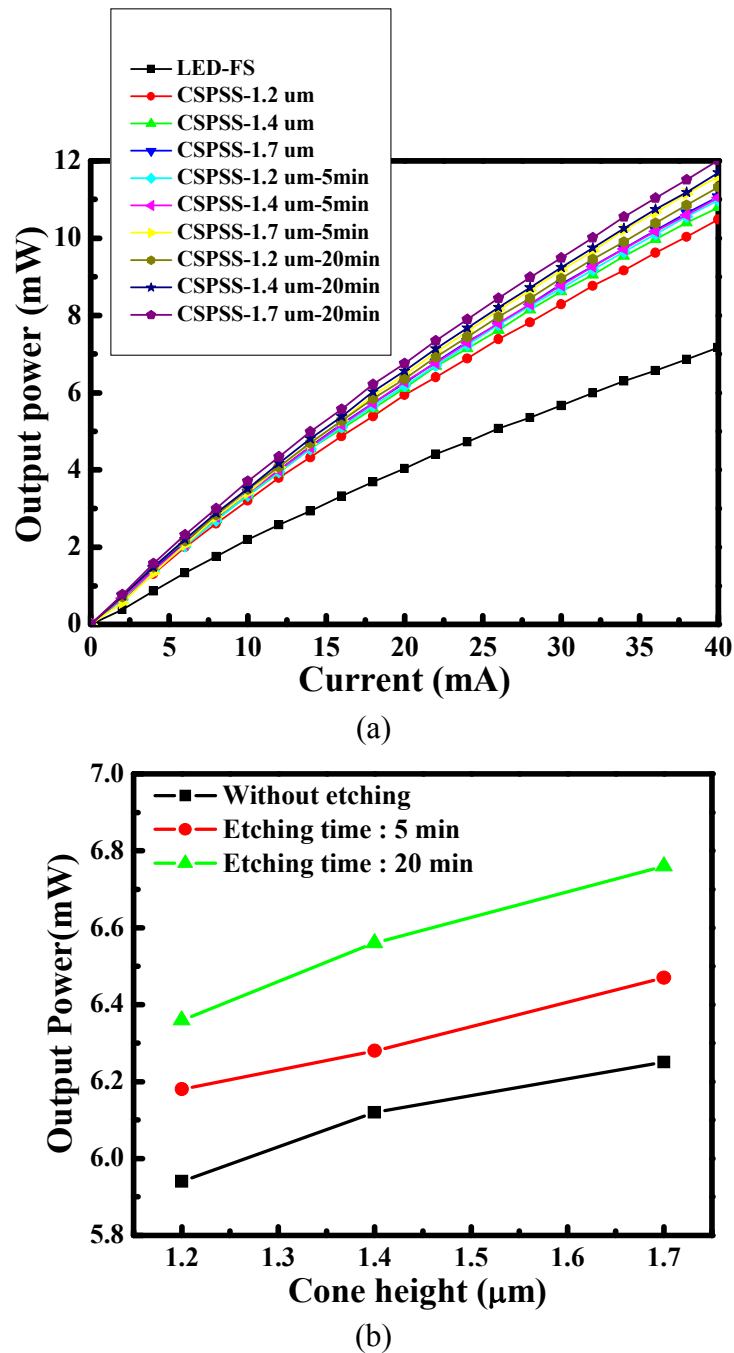 LED-FS
CSPSS-1.2 um
CSPSS-1.4 um
CSPSS-1.7 um
CSPSS-1.2 um-5min
CSPSS-1.4 um-5min
CSPSS-1.7 um-5min
CSPSS-1.2 um-20min
CSPSS-1.4 um-20min
CSPSS-1.7 um-20min
Output power (mW)
12
10
8
6
4
2
0
0 5 10 15 20 25 30 35 40
Current (mA)
(a)
Without etching
Etching time : 5 min
Etching time : 20 min
Output Power(mW)
7.0
6.8
6.6
6.4
6.2
6.0
5.8
1.2 1.3 1.4 1.5 1.6 1.7
Cone height (μm)
(b)